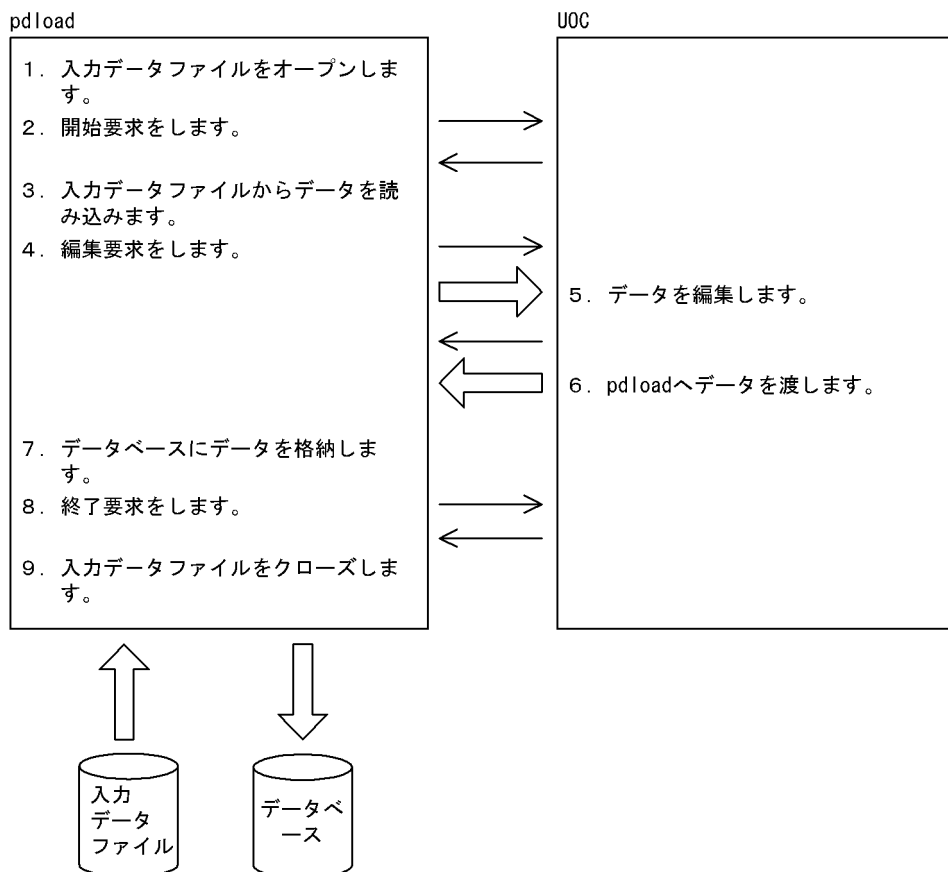 pdload
UOC
１．入力データファイルをオープンしま
す。
２．開始要求をします。
３．入力データファイルからデータを読
み込みます。
４．編集要求をします。
５．データを編集します。
６．pdloadへデータを渡します。
７．データベースにデータを格納しま
す。
８．終了要求をします。
９．入力データファイルをクローズしま
す。
入力
データ
ファイル
データベ
ース